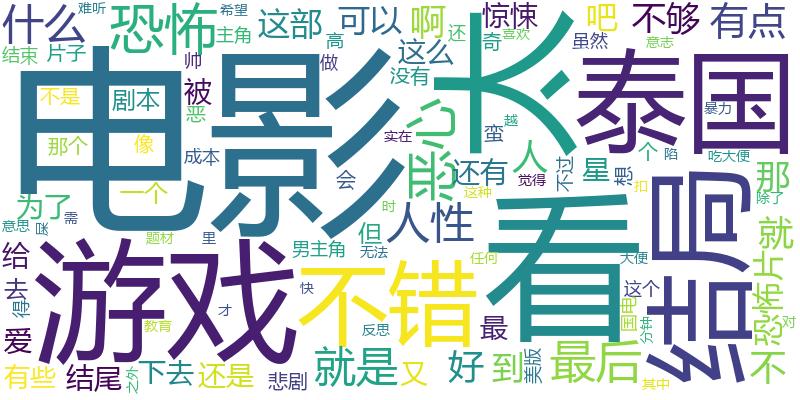 什么
难听
希望
恐怖
主角
这部
可以
啊
还
惊悚
奇
喜欢
吧
不够
有点
结束
片子
高
这么
虽然
意志
电影
帅
做
不是
剧本
被
没有
恶
大
泰国
暴力
那个
像
实在
恶心
蛮
越
成本
会
还有
人
觉得
不过
星
想
个
陷
吃大便
那
为了
一个
时
这种
扣
除了
意思
哭
需
人性
看
结局
就
题材
里
男主角
但
无法
任何
大便
给
游戏
不错
这个
恐怖片
去
得
快
国电
对
才
爱
教育
反思
最
分钟
有些
结尾
之外
下去
还是
悲剧
就是
又
好
到
美版
最后
其中
不